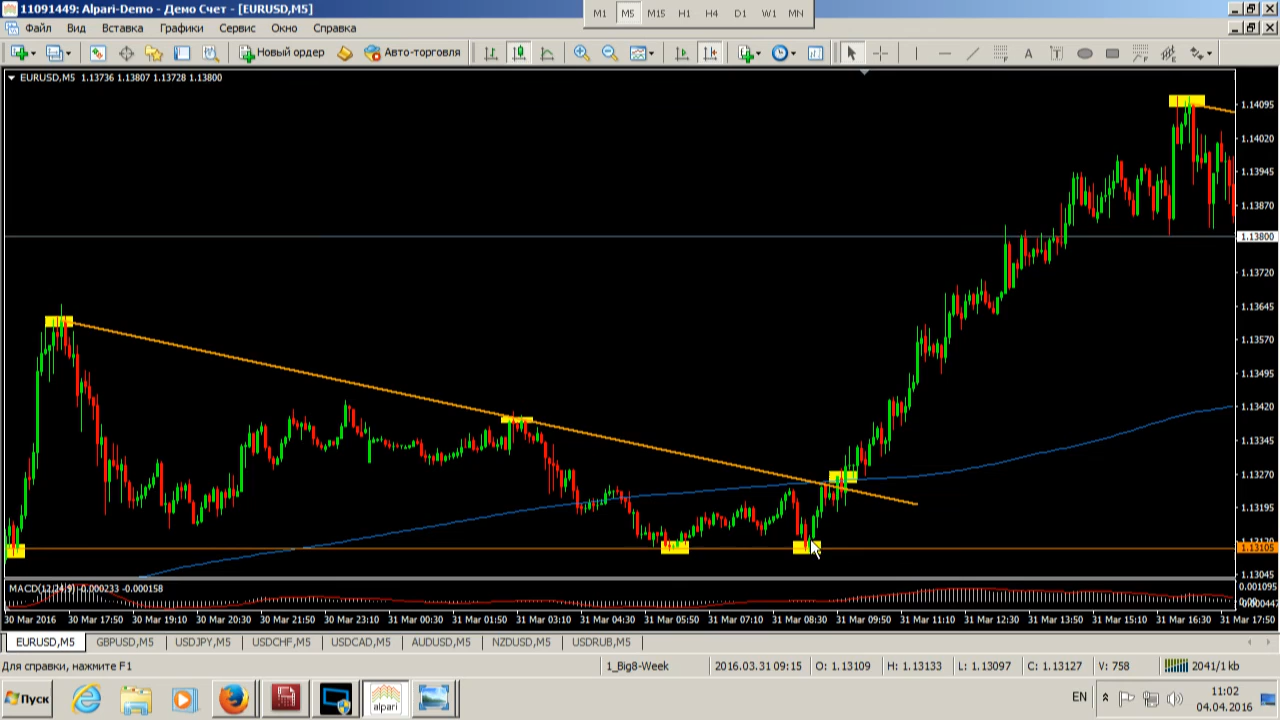 11091449: Alpari-Demo - Демо Счет - [EURUSD,M5]
M1 M5 M15 H1 D1 W1 MN
Файл Вид Вставка Графики Сервис Окно Справка
Новый ордер Авто-торговля
EURUSD,M5 1.13736 1.13807 1.13728 1.13800
1.14095
1.14020
1.13945
1.13870
1.13800
1.13720
1.13645
1.13570
1.13495
1.13420
1.13345
1.13270
1.13195
1.13120
1.13105
1.13045
MACD(12,24,9) -0.000233 -0.000158
0.001095
30 Mar 2016 30 Mar 17:50 30 Mar 19:10 30 Mar 20:30 30 Mar 21:50 30 Mar 23:10 31 Mar 00:30 31 Mar 01:50 31 Mar 03:10 31 Mar 04:30 31 Mar 05:50 31 Mar 07:10 31 Mar 08:30 31 Mar 09:50 31 Mar 11:10 31 Mar 12:30 31 Mar 13:50 31 Mar 15:10 31 Mar 16:30 31 Mar 17:50
EURUSD,M5 GBPUSD,M5 USDJPY,M5 USDCHF,M5 USDCAD,M5 AUDUSD,M5 NZDUSD,M5 USDRUB,M5
Для справки, нажмите F1 1_Big8-Week 2016.03.31 09:15 O: 1.13109 H: 1.13133 L: 1.13097 C: 1.13127 V: 758 2041/1 kb
Пуск alpari EN 11:02
04.04.2016